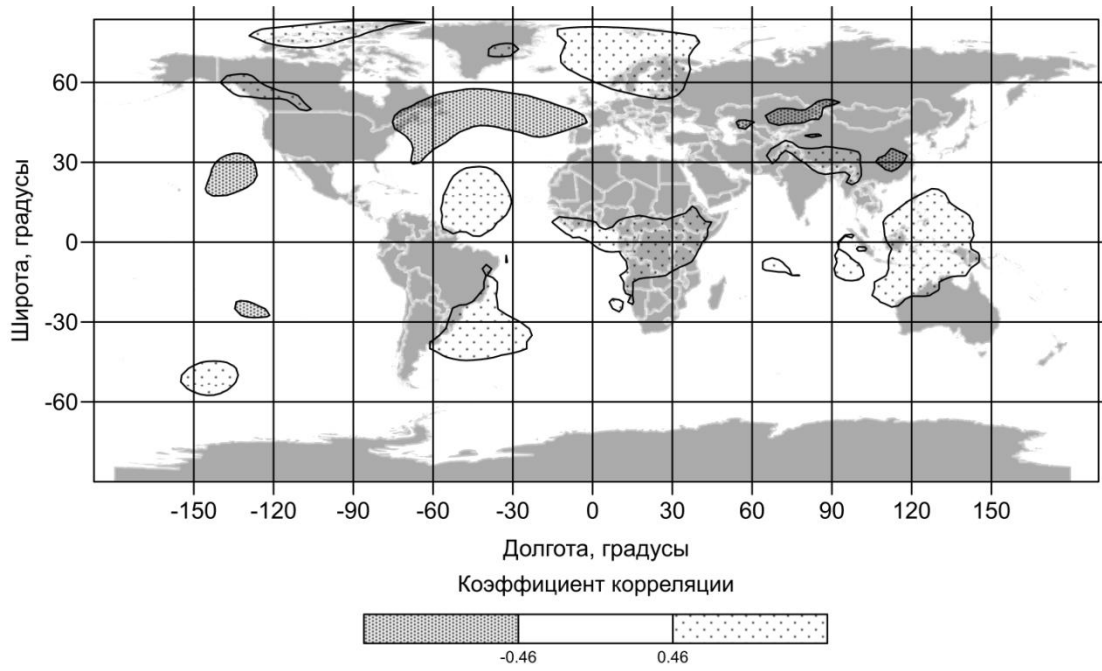 60
30
0
-30
-60
Широта, градусы
-150 -120 -90 -60 -30 0 30 60 90 120 150
Долгота, градусы
Коэффициент корреляции
-0.46 0.46